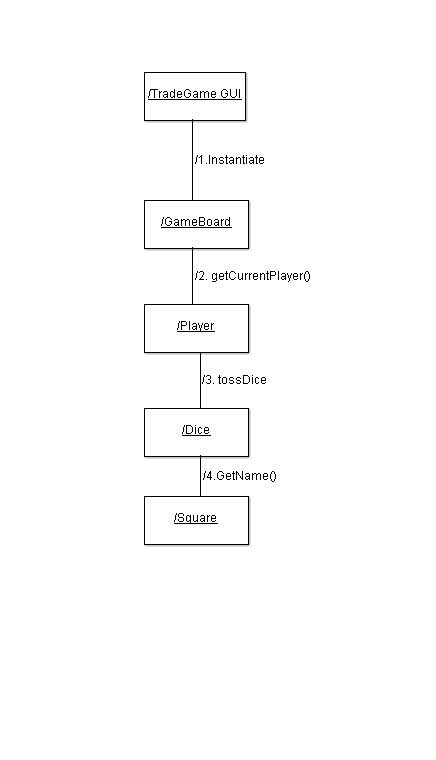 /TradeGame GUI
/1.Instantiate
/GameBoard
/2. getCurrentPlayer()
/Player
/3. tossDice
/Dice
/4.GetName()
/Square